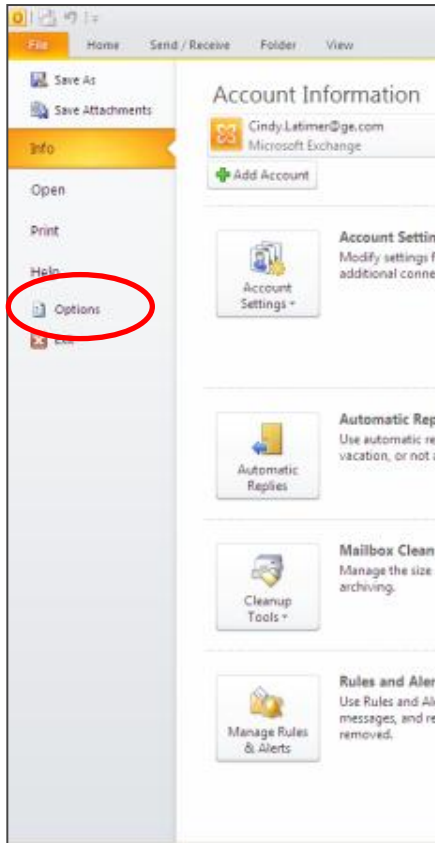 File Home Send / Receive Folder View
Save As
Save Attachments
Info
Open
Print
Help
Options
Exit
Account Information
Cindy.Latimer@ge.com
Microsoft Exchange
Add Account
Account Settings
Account Settin
Modify settings f
additional conne
Automatic
Replies
Automatic Rep
Use automatic re
vacation, or not a
Cleanup
Tools
Mailbox Clean
Manage the size
archiving.
Manage Rules
& Alerts
Rules and Aler
Use Rules and Al
messages, and re
removed.